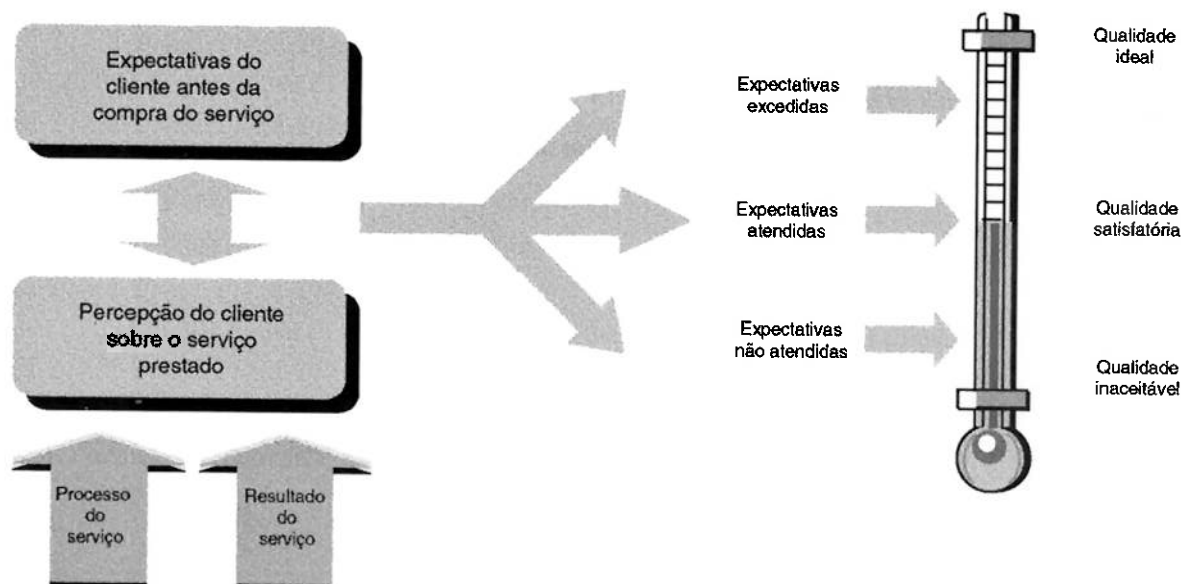 Expectativas do
cliente antes da
compra do serviço
Percepção do cliente
sobre o serviço
prestado
Processo
do
serviço
Resultado
do
serviço
Expectativas
excedidas
Expectativas
atendidas
Expectativas
não atendidas
Qualidade
ideal
Qualidade
satisfatória
Qualidade
inaceitável